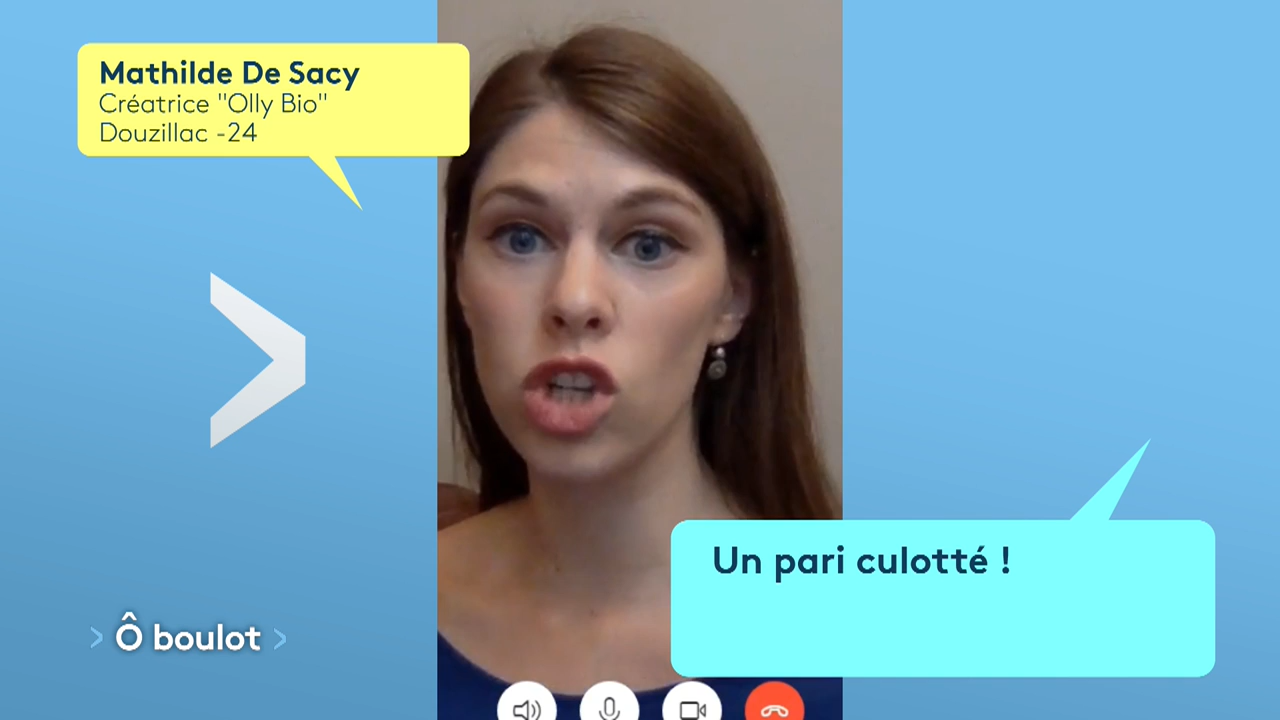 Mathilde De Sacy
Créatrice "Olly Bio"
Douzillac -24
Un pari culotté !
> Ô boulot >